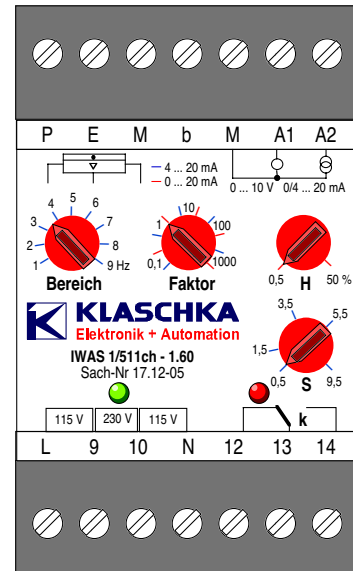 P E M b M A1 A2
4 ... 20 mA
0 ... 20 mA
0 ... 10 V 0/4 ... 20 mA
1 2 3 4 5 6 7 8 9 Hz
0,1 1 10 100 1000
0,5 50 %
Bereich Faktor H
KLASCHKA
Elektronik + Automation
IWAS 1/511ch - 1.60
Sach-Nr 17.12-05
0,5 1,5 3,5 5,5 9,5
S
115 V 230 V 115 V k
L 9 10 N 12 13 14